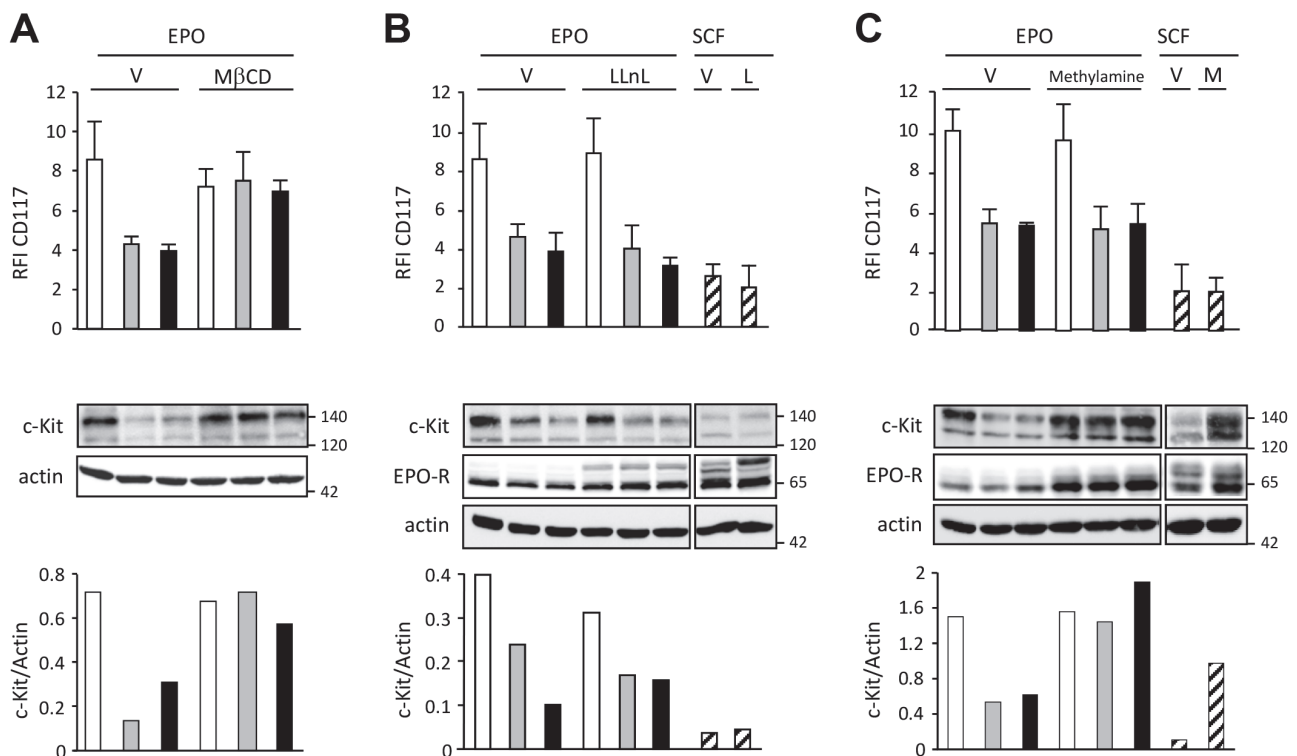 A
EPO
V MβCD
12
10
8
6
4
2
0
RFI CD117
c-Kit
140
120
actin
42
0.8
0.6
0.4
0.2
0
c-Kit/Actin
B
EPO SCF
V LLnL V L
12
10
8
6
4
2
0
RFI CD117
c-Kit
140
120
EPO-R
65
actin
42
0.4
0.3
0.2
0.1
0
c-Kit/Actin
C
EPO SCF
V Methylamine V M
12
10
8
6
4
2
0
RFI CD117
c-Kit
140
120
EPO-R
65
actin
42
2
1.6
1.2
0.8
0.4
0
c-Kit/Actin